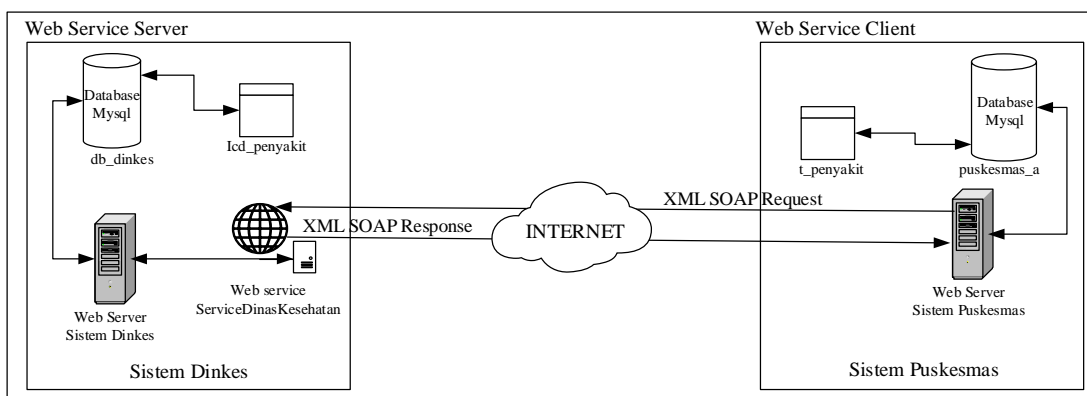 Web Service Server
Database
Mysql
db_dinkes
Icd_penyakit
Web Server
Sistem Dinkes
Web service
ServiceDinasKesehatan
Sistem Dinkes
XML SOAP Response
INTERNET
XML SOAP Request
Web Service Client
t_penyakit
Database
Mysql
puskesmas_a
Web Server
Sistem Puskesmas
Sistem Puskesmas